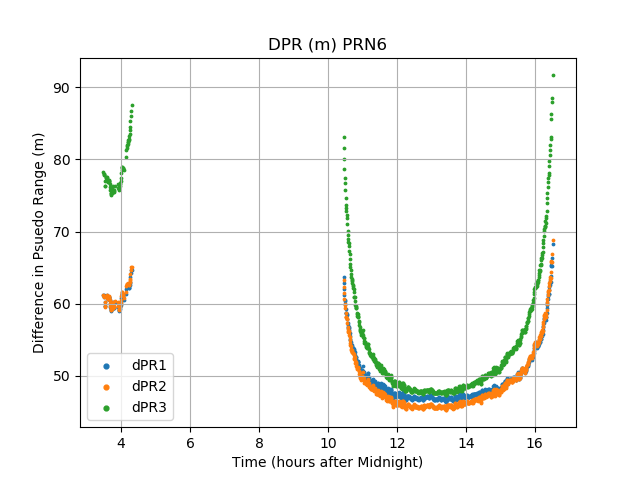 DPR (m) PRN6
Difference in Psuedo Range (m)
90
80
70
60
50
dPR1
dPR2
dPR3
4
6
8
10
12
14
16
Time (hours after Midnight)